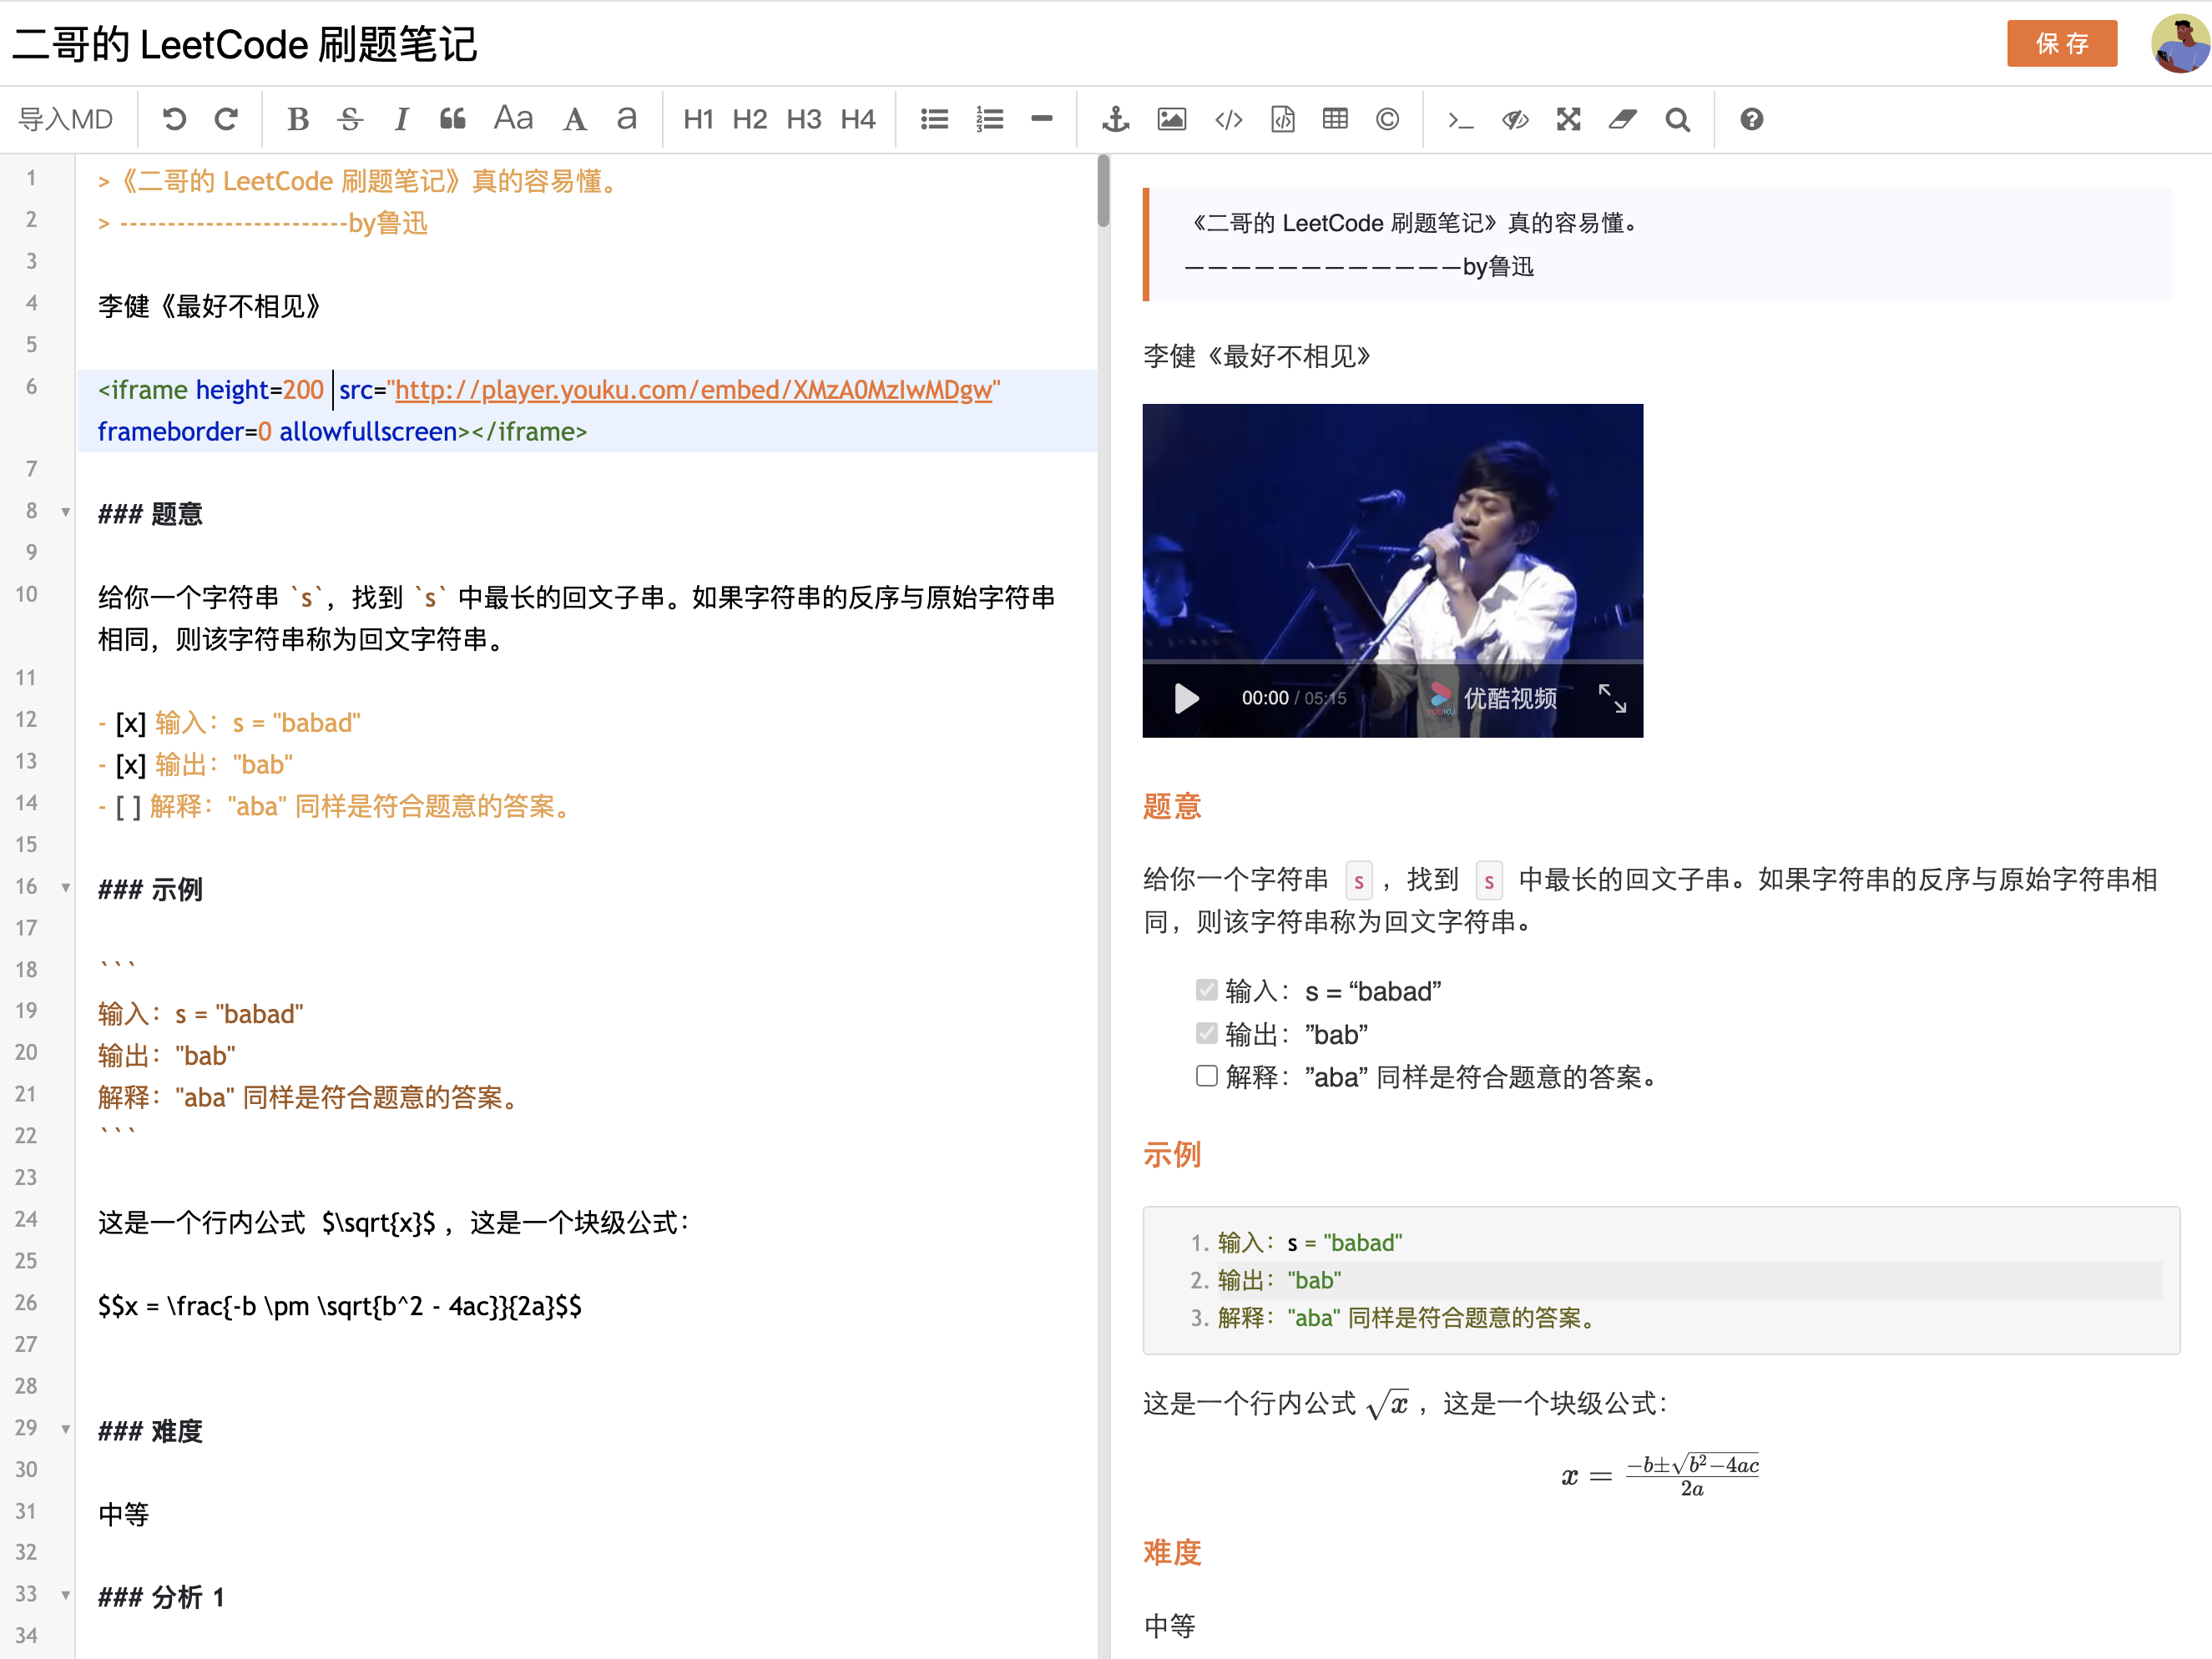 二哥的 LeetCode 刷题笔记
保 存
导入MD
B S I Aa A a H1 H2 H3 H4
1 >《二哥的 LeetCode 刷题笔记》真的容易懂。
2 > ------------------------by鲁迅
3
4 李健《最好不相见》
5
6 <iframe height=200 src="http://player.youku.com/embed/XMzA0MzIwMDgw"
frameborder=0 allowfullscreen></iframe>
7
8 ### 题意
9
10 给你一个字符串 `s`，找到 `s` 中最长的回文子串。如果字符串的反序与原始字符串
相同，则该字符串称为回文字符串。
11
12 - [x] 输入：s = "babad"
13 - [x] 输出："bab"
14 - [ ] 解释："aba" 同样是符合题意的答案。
15
16 ### 示例
17
18 ```
19 输入：s = "babad"
20 输出："bab"
21 解释："aba" 同样是符合题意的答案。
22 ```
23
24 这是一个行内公式 $\sqrt{x}$ ，这是一个块级公式：
25
26 $$x = \frac{-b \pm \sqrt{b^2 - 4ac}}{2a}$$
27
28
29 ### 难度
30
31 中等
32
33 ### 分析 1
34
《二哥的 LeetCode 刷题笔记》真的容易懂。
————————————by鲁迅
李健《最好不相见》
00:00 / 05:15 YOUKU 优酷视频
题意
给你一个字符串 s ，找到 s 中最长的回文子串。如果字符串的反序与原始字符串相
同，则该字符串称为回文字符串。
输入：s = “babad”
输出：”bab”
解释：”aba” 同样是符合题意的答案。
示例
1. 输入：s = "babad"
2. 输出："bab"
3. 解释："aba" 同样是符合题意的答案。
这是一个行内公式 √x ，这是一个块级公式：
x = (−b±√(b²−4ac))/2a
难度
中等